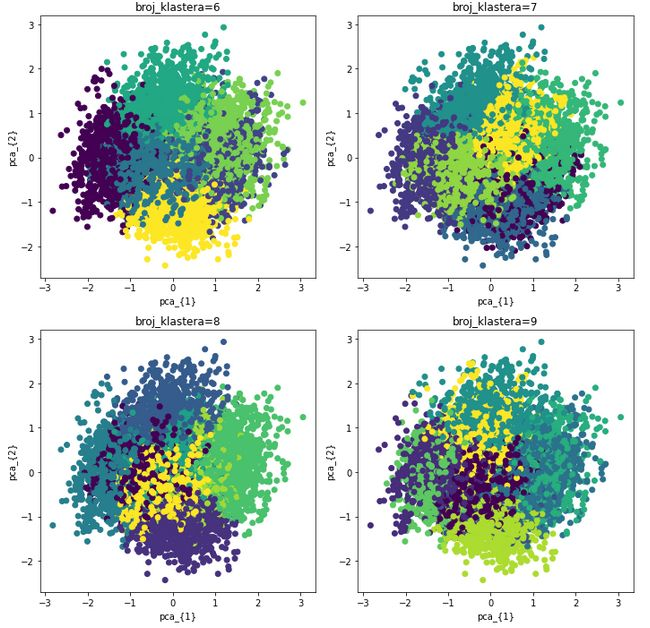 broj_klastera=6
3
2
1
0
−1
−2
pca_{2}
−3 −2 −1 0 1 2 3
pca_{1}
broj_klastera=7
3
2
1
0
−1
−2
pca_{2}
−3 −2 −1 0 1 2 3
pca_{1}
broj_klastera=8
3
2
1
0
−1
−2
pca_{2}
−3 −2 −1 0 1 2 3
pca_{1}
broj_klastera=9
3
2
1
0
−1
−2
pca_{2}
−3 −2 −1 0 1 2 3
pca_{1}